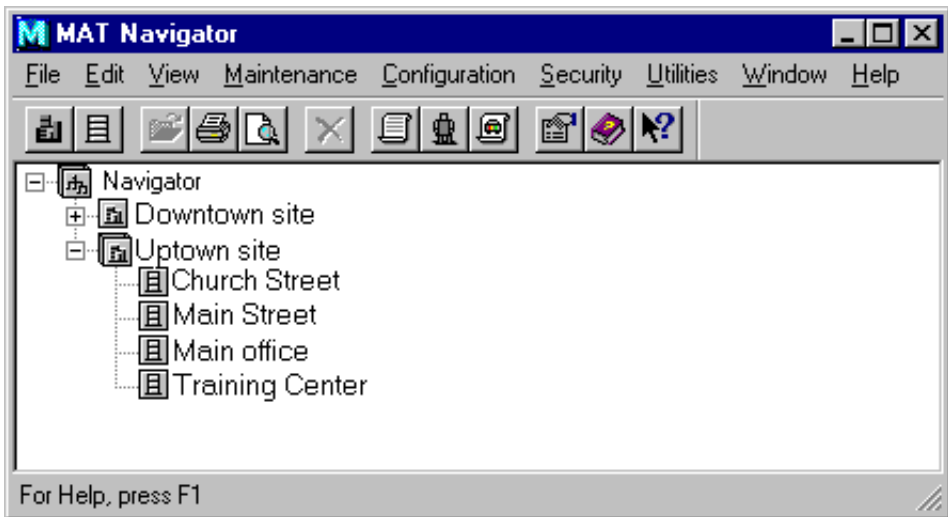 MAT Navigator
File Edit View Maintenance Configuration Security Utilities Window Help
Navigator
Downtown site
Uptown site
Church Street
Main Street
Main office
Training Center
For Help, press F1